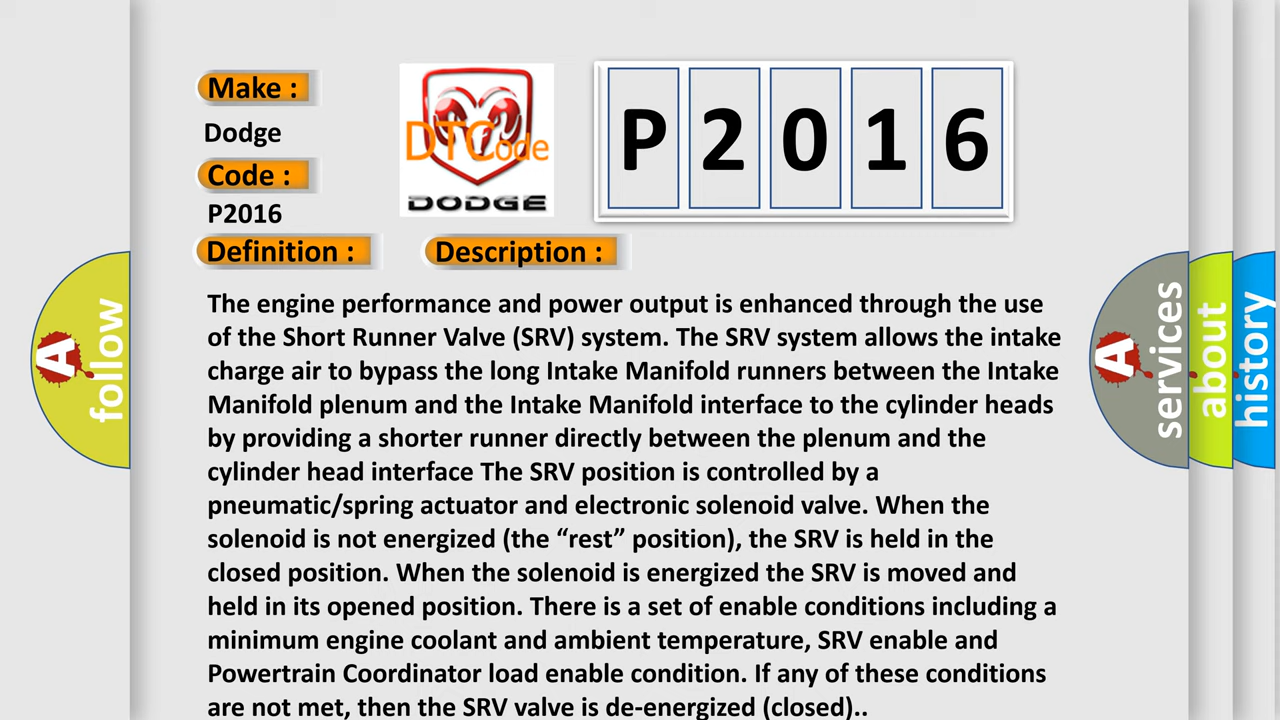 Make :
Dodge
Code :
P2016
DTCode
DODGE
P 2 0 1 6
Definition :
Description :
The engine performance and power output is enhanced through the use
of the Short Runner Valve (SRV) system. The SRV system allows the intake
charge air to bypass the long Intake Manifold runners between the Intake
Manifold plenum and the Intake Manifold interface to the cylinder heads
by providing a shorter runner directly between the plenum and the
cylinder head interface The SRV position is controlled by a
pneumatic/spring actuator and electronic solenoid valve. When the
solenoid is not energized (the “rest” position), the SRV is held in the
closed position. When the solenoid is energized the SRV is moved and
held in its opened position. There is a set of enable conditions including a
minimum engine coolant and ambient temperature, SRV enable and
Powertrain Coordinator load enable condition. If any of these conditions
are not met, then the SRV valve is de-energized (closed)..
A
follow
A
services
about
history